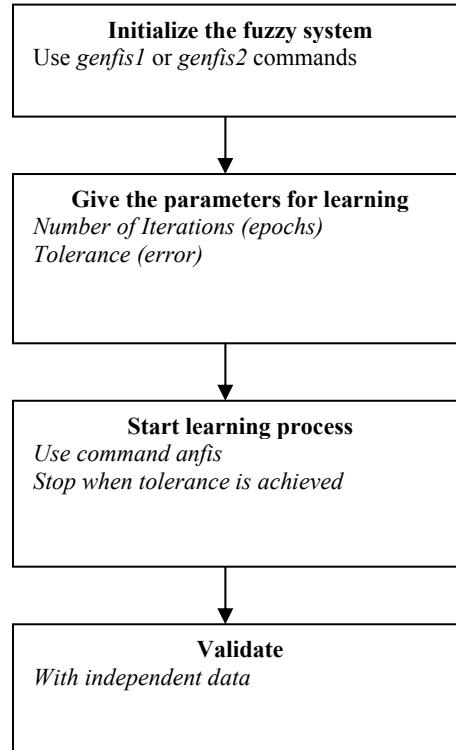 Initialize the fuzzy system
Use genfis1 or genfis2 commands
Give the parameters for learning
Number of Iterations (epochs)
Tolerance (error)
Start learning process
Use command anfis
Stop when tolerance is achieved
Validate
With independent data